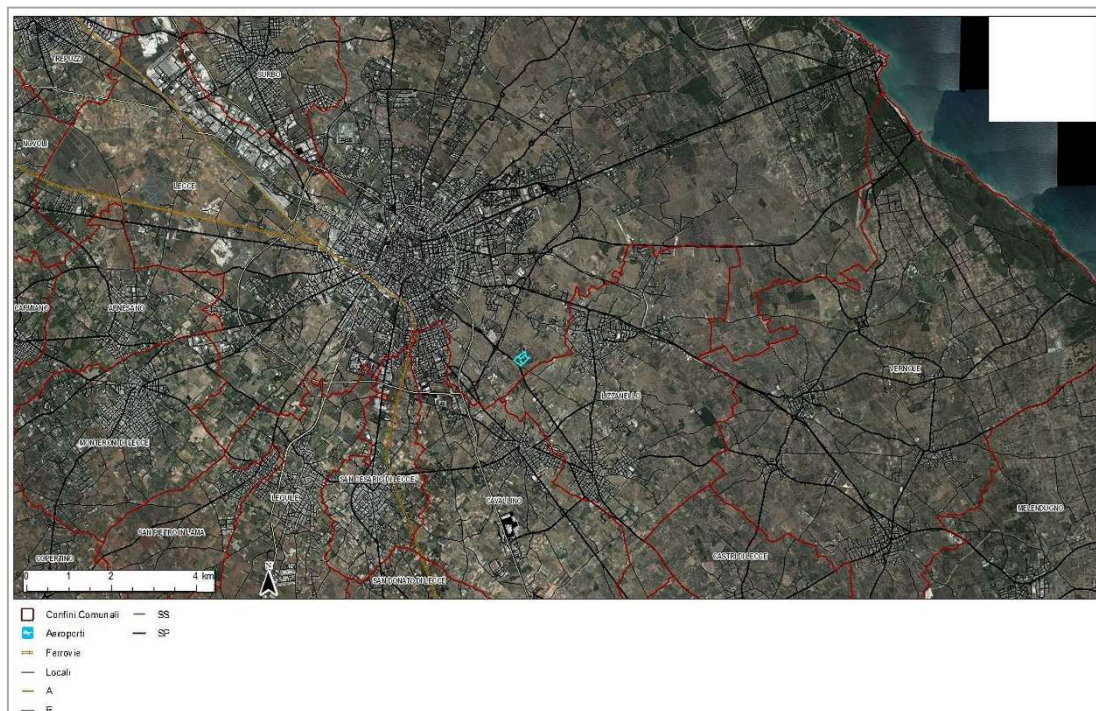 TREPUZZI
SURBO
NOVOLI
LECCE
CARMIANO
ARNESANO
VERNOLE
LIZZANELLO
MONTERONI DI LECCE
SAN CESARIO DI LECCE
LEQUILE
CAVALLINO
MELENDUGNO
SAN PIETRO IN LAMA
COPERTINO
CASTRI DI LECCE
SAN DONATO DI LECCE
0 1 2 4 km
Confini Comunali SS
Aeroporti SP
Ferrovie
Locali
A